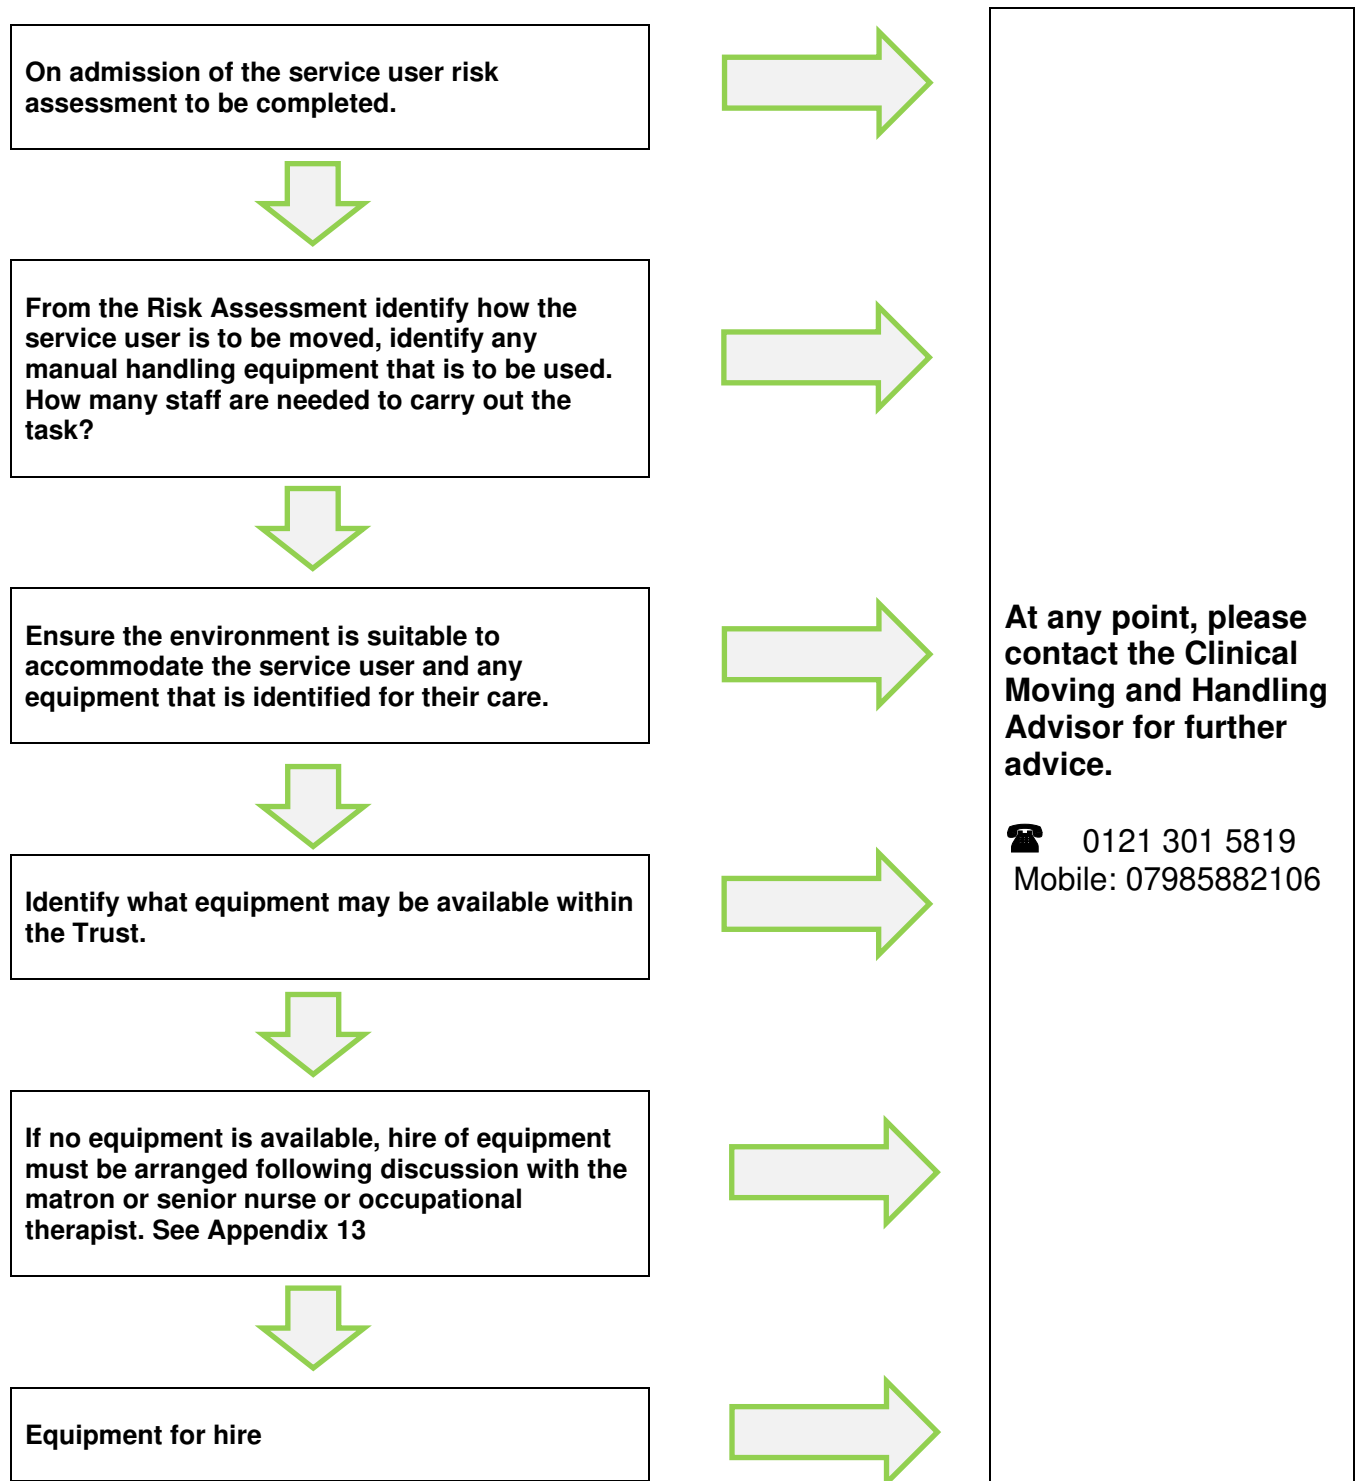 On admission of the service user risk
assessment to be completed.
From the Risk Assessment identify how the
service user is to be moved, identify any
manual handling equipment that is to be used.
How many staff are needed to carry out the
task?
Ensure the environment is suitable to
accommodate the service user and any
equipment that is identified for their care.
Identify what equipment may be available within
the Trust.
If no equipment is available, hire of equipment
must be arranged following discussion with the
matron or senior nurse or occupational
therapist. See Appendix 13
Equipment for hire
At any point, please
contact the Clinical
Moving and Handling
Advisor for further
advice.
☎ 0121 301 5819
Mobile: 07985882106